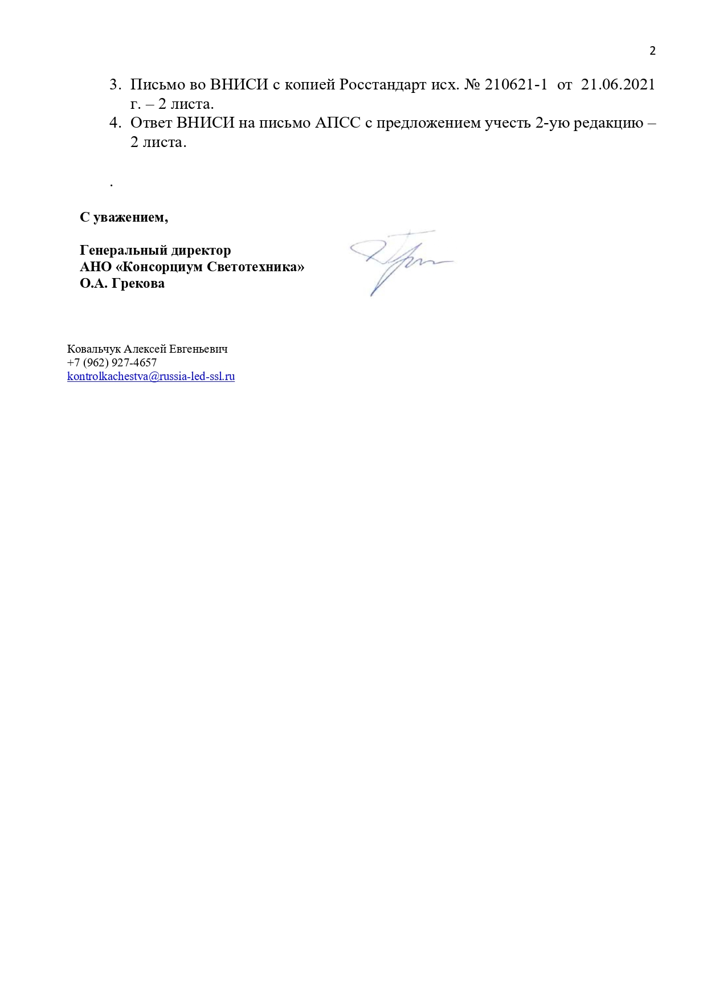 2
3. Письмо во ВНИСИ с копией Росстандарт исх. № 210621-1 от 21.06.2021
г. – 2 листа.
4. Ответ ВНИСИ на письмо АПСС с предложением учесть 2-ую редакцию –
2 листа.
.
С уважением,
Генеральный директор
АНО «Консорциум Светотехника»
О.А. Грекова
Ковальчук Алексей Евгеньевич
+7 (962) 927-4657
kontrolkachestva@russia-led-ssl.ru